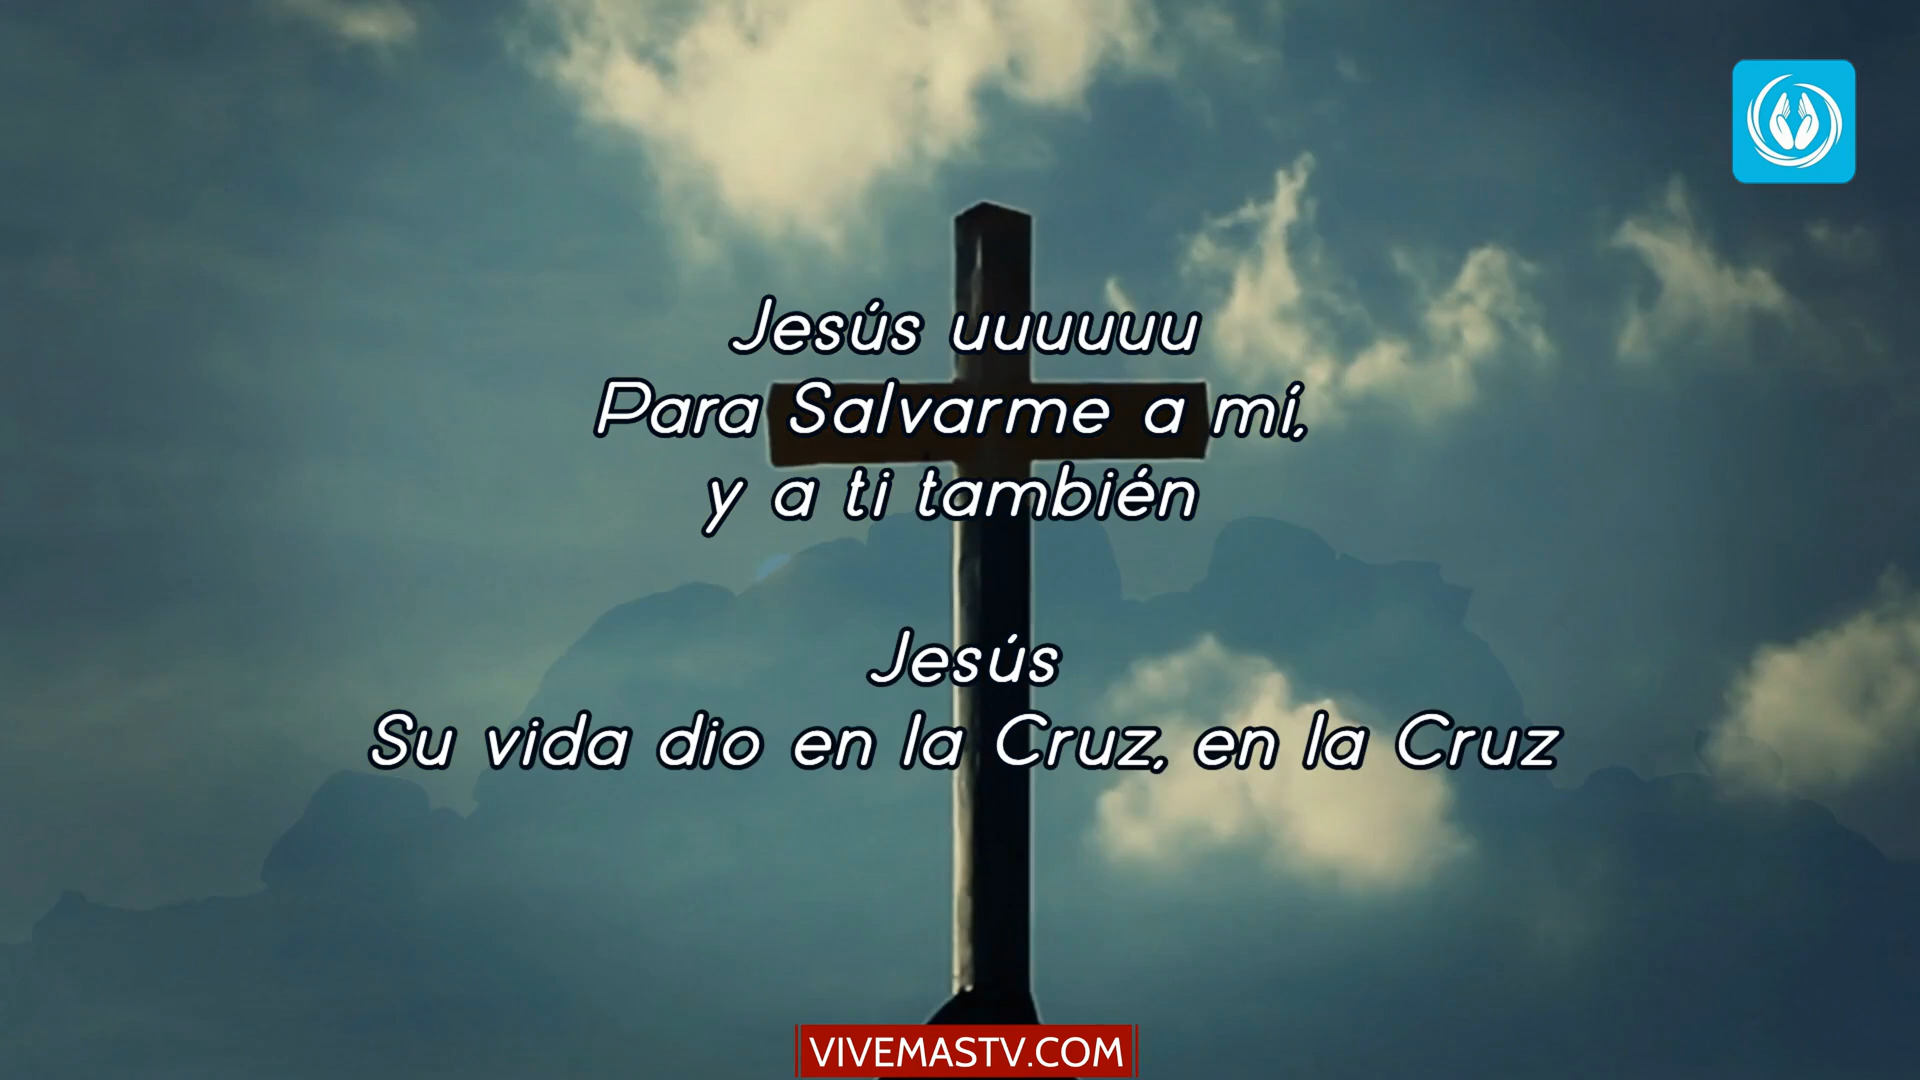 Jesús uuuuuu
Para Salvarme a mí,
y a ti también
Jesús
Su vida dio en la Cruz, en la Cruz
VIVEMASTV.COM